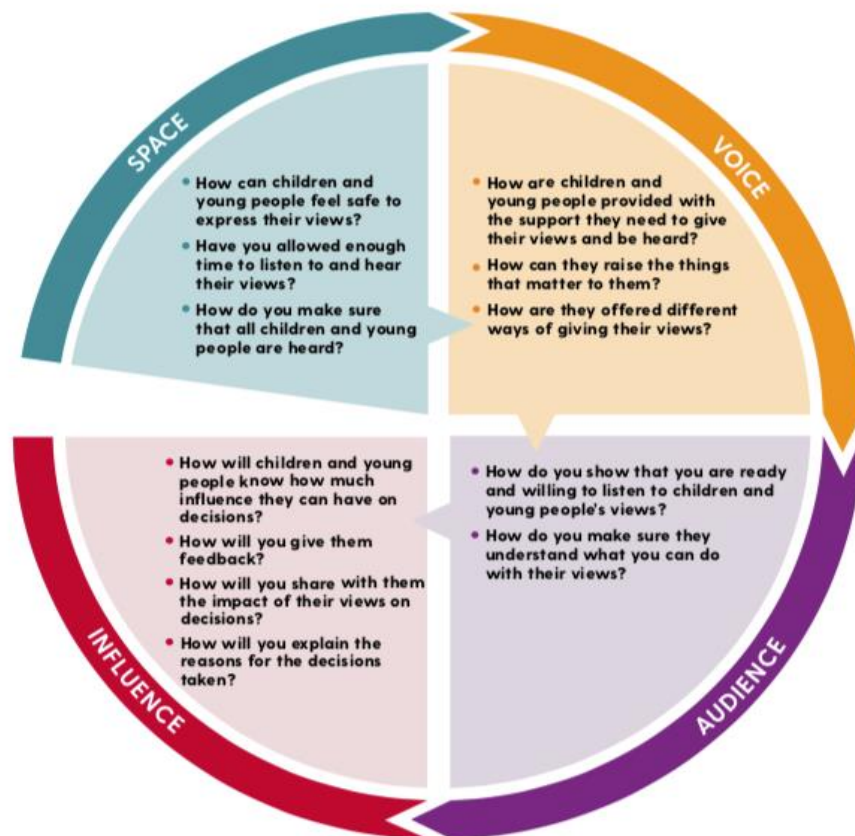 SPACE
• How can children and
young people feel safe to
express their views?
• Have you allowed enough
time to listen to and hear
their views?
• How do you make sure
that all children and young
people are heard?
VOICE
• How are children and
young people provided with
the support they need to give
their views and be heard?
• How can they raise the things
that matter to them?
• How are they offered different
ways of giving their views?
AUDIENCE
• How do you show that you are ready
and willing to listen to children and
young people's views?
• How do you make sure they
understand what you can do
with their views?
INFLUENCE
• How will children and young
people know how much
influence they can have on
decisions?
• How will you give them
feedback?
• How will you share with them
the impact of their views on
decisions?
• How will you explain the
reasons for the decisions
taken?